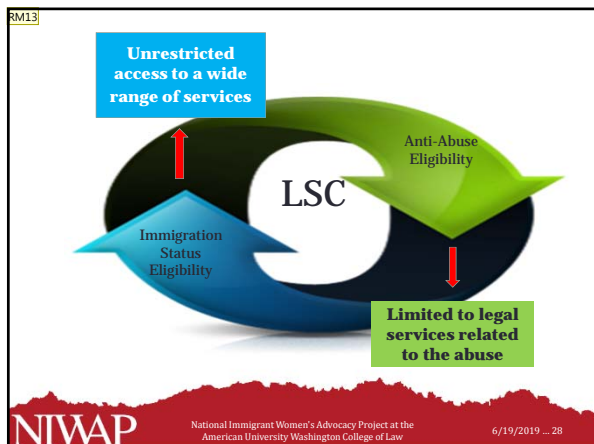 RM13
Unrestricted
access to a wide
range of services
Anti-Abuse
Eligibility
LSC
Immigration
Status
Eligibility
Limited to legal
services related
to the abuse
NIWAP
National Immigrant Women's Advocacy Project at the
American University Washington College of Law
6/19/2019 ... 28